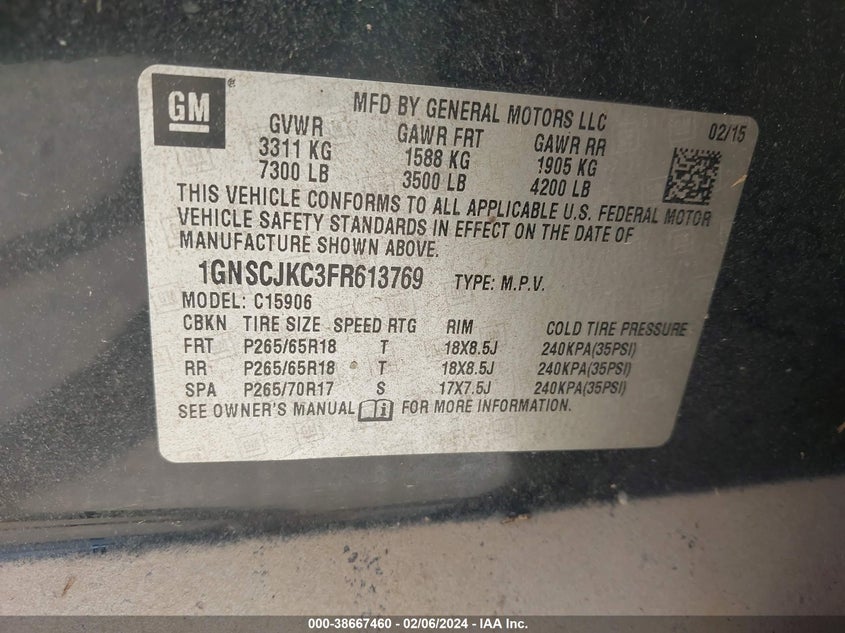 GM®
MFD BY GENERAL MOTORS LLC
02/15
GVWR GAWR FRT GAWR RR
3311 KG 1588 KG 1905 KG
7300 LB 3500 LB 4200 LB
THIS VEHICLE CONFORMS TO ALL APPLICABLE U.S. FEDERAL MOTOR
VEHICLE SAFETY STANDARDS IN EFFECT ON THE DATE OF
MANUFACTURE SHOWN ABOVE.
1GNSCJKC3FR613769 TYPE: M.P.V.
MODEL: C15906
CBKN TIRE SIZE SPEED RTG RIM COLD TIRE PRESSURE
FRT P265/65R18 T 18X8.5J 240KPA(35PSI)
RR P265/65R18 T 18X8.5J 240KPA(35PSI)
SPA P265/70R17 S 17X7.5J 240KPA(35PSI)
SEE OWNER'S MANUAL FOR MORE INFORMATION.
000-38667460 - 02/06/2024 - IAA Inc.